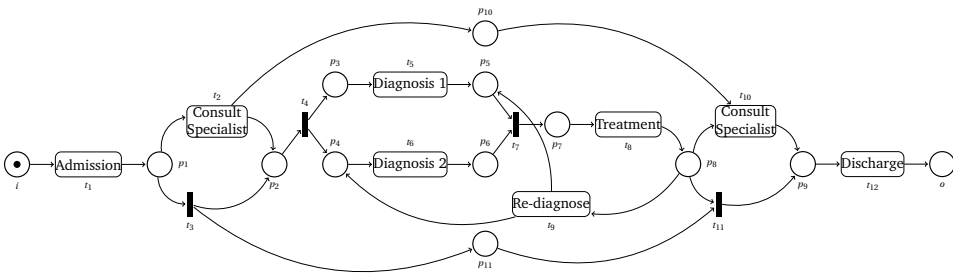 p10
p3
t5
p5
Diagnosis 1
t2
t4
t10
Consult
Specialist
t7
p7
Treatment
t8
Consult
Specialist
p4
t6
p6
Diagnosis 2
i
Admission
t1
p1
p2
p8
p9
Discharge
t12
o
t3
Re-diagnose
t9
t11
p11